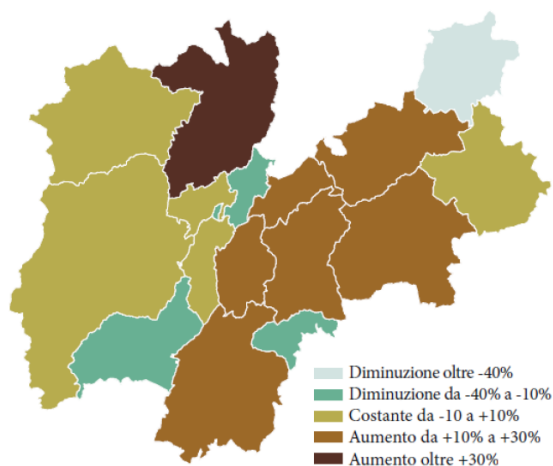 Diminuzione oltre -40%
Diminuzione da -40% a -10%
Costante da -10 a +10%
Aumento da +10% a +30%
Aumento oltre +30%